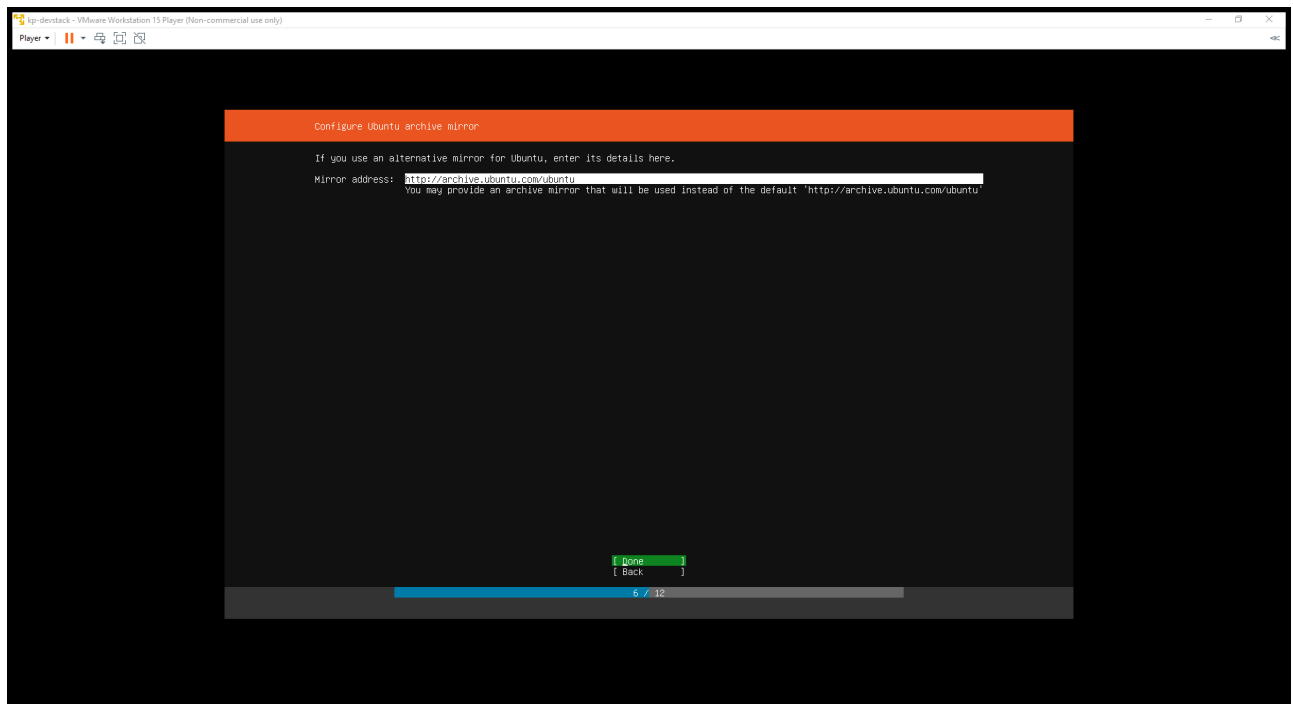 kp-devstack - VMware Workstation 15 Player (Non-commercial use only)
Player
Configure Ubuntu archive mirror
If you use an alternative mirror for Ubuntu, enter its details here.
Mirror address: http://archive.ubuntu.com/ubuntu
You may provide an archive mirror that will be used instead of the default 'http://archive.ubuntu.com/ubuntu'
[ Done ]
[ Back ]
6 / 12